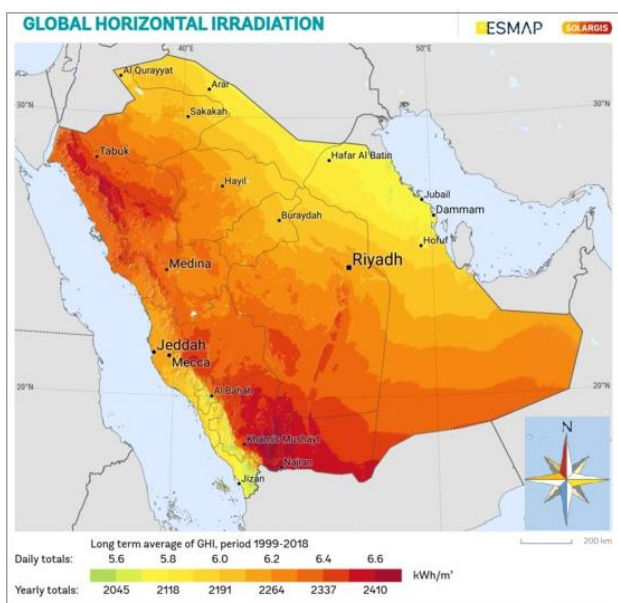 GLOBAL HORIZONTAL IRRADIATION
ESMAP
SOLARGIS
40°E
50°E
Al Qurayyat
Arar
30°N
30°N
Sakakah
Tabuk
Hafar Al Batin
Hayil
Jubail
Buraydah
Dammam
Hofuf
Riyadh
Medina
Jeddah
Mecca
20°N
20°N
Al Bahah
Khamis Mushayt
Najran
Jizan
N
200 km
Long term average of GHI, period 1999-2018
Daily totals: 5.6 5.8 6.0 6.2 6.4 6.6
kWh/m²
Yearly totals: 2045 2118 2191 2264 2337 2410